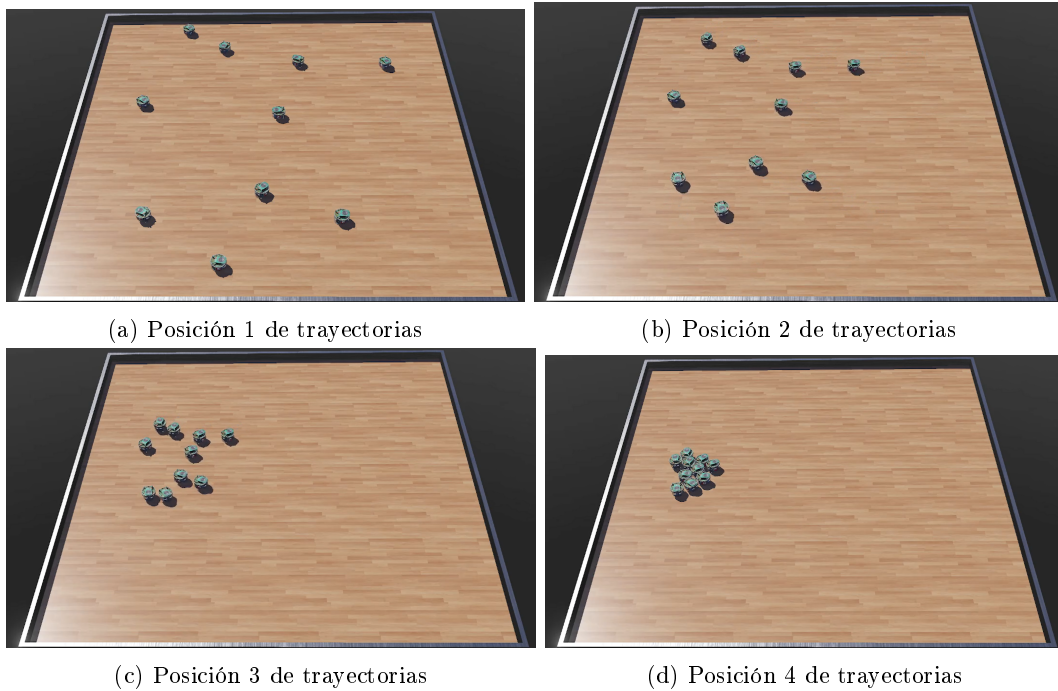 (a) Posición 1 de trayectorias
(b) Posición 2 de trayectorias
(c) Posición 3 de trayectorias
(d) Posición 4 de trayectorias